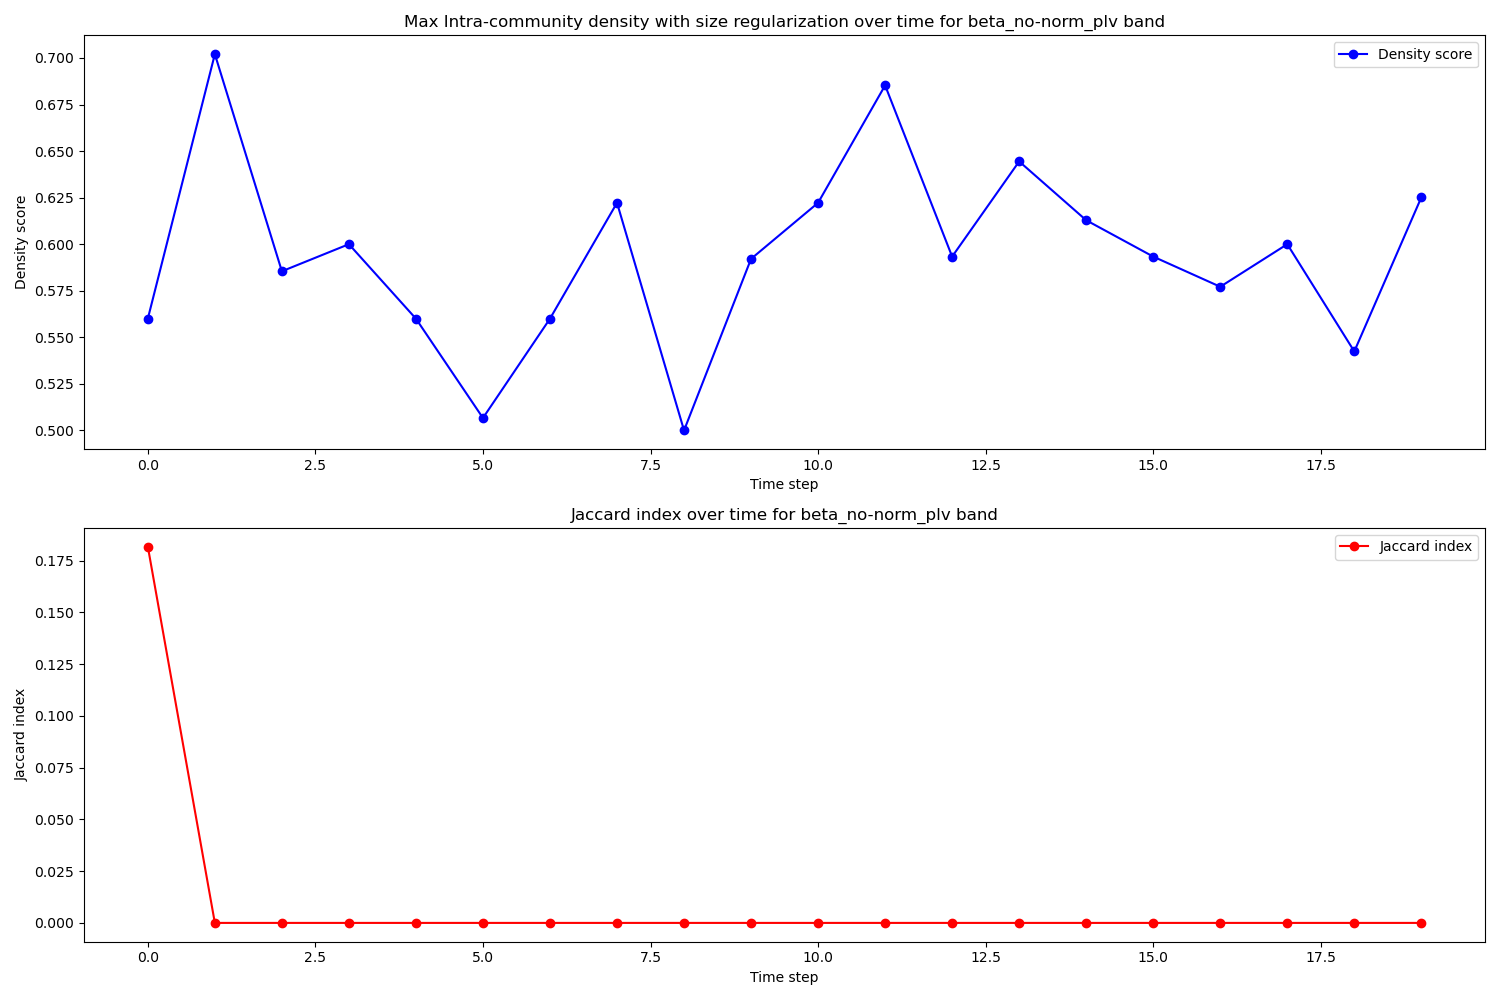 Max Intra-community density with size regularization over time for beta_no-norm_plv band
Density score
0.700
0.675
0.650
0.625
0.600
0.575
0.550
0.525
0.500
Density score
0.0 2.5 5.0 7.5 10.0 12.5 15.0 17.5
Time step
Jaccard index over time for beta_no-norm_plv band
Jaccard index
0.175
0.150
0.125
0.100
0.075
0.050
0.025
0.000
Jaccard index
0.0 2.5 5.0 7.5 10.0 12.5 15.0 17.5
Time step